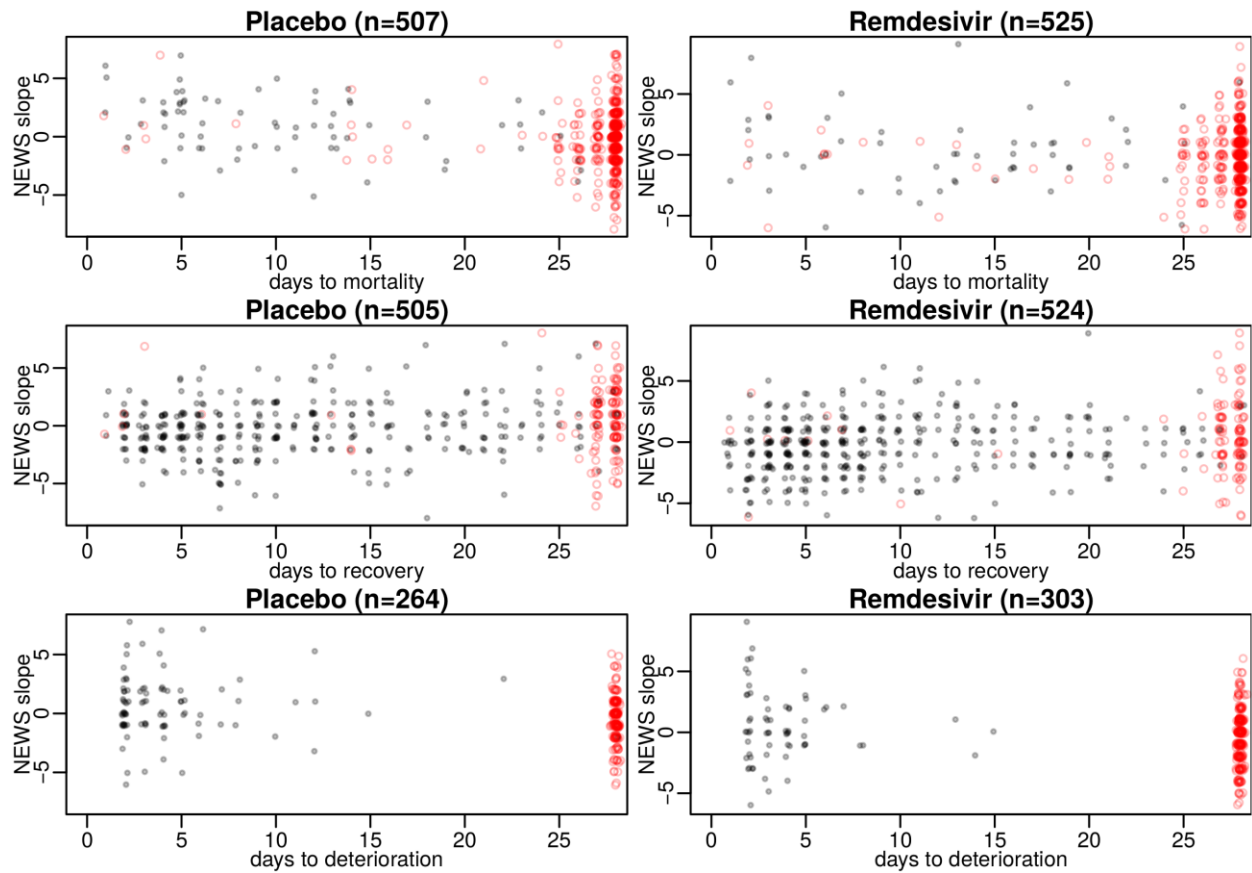 Placebo (n=507) Remdesivir (n=525)
NEWS slope
5
0
−5
0 5 10 15 20 25
days to mortality
NEWS slope
5
0
−5
0 5 10 15 20 25
days to mortality
Placebo (n=505) Remdesivir (n=524)
NEWS slope
5
0
−5
0 5 10 15 20 25
days to recovery
NEWS slope
5
0
−5
0 5 10 15 20 25
days to recovery
Placebo (n=264) Remdesivir (n=303)
NEWS slope
5
0
−5
0 5 10 15 20 25
days to deterioration
NEWS slope
5
0
−5
0 5 10 15 20 25
days to deterioration